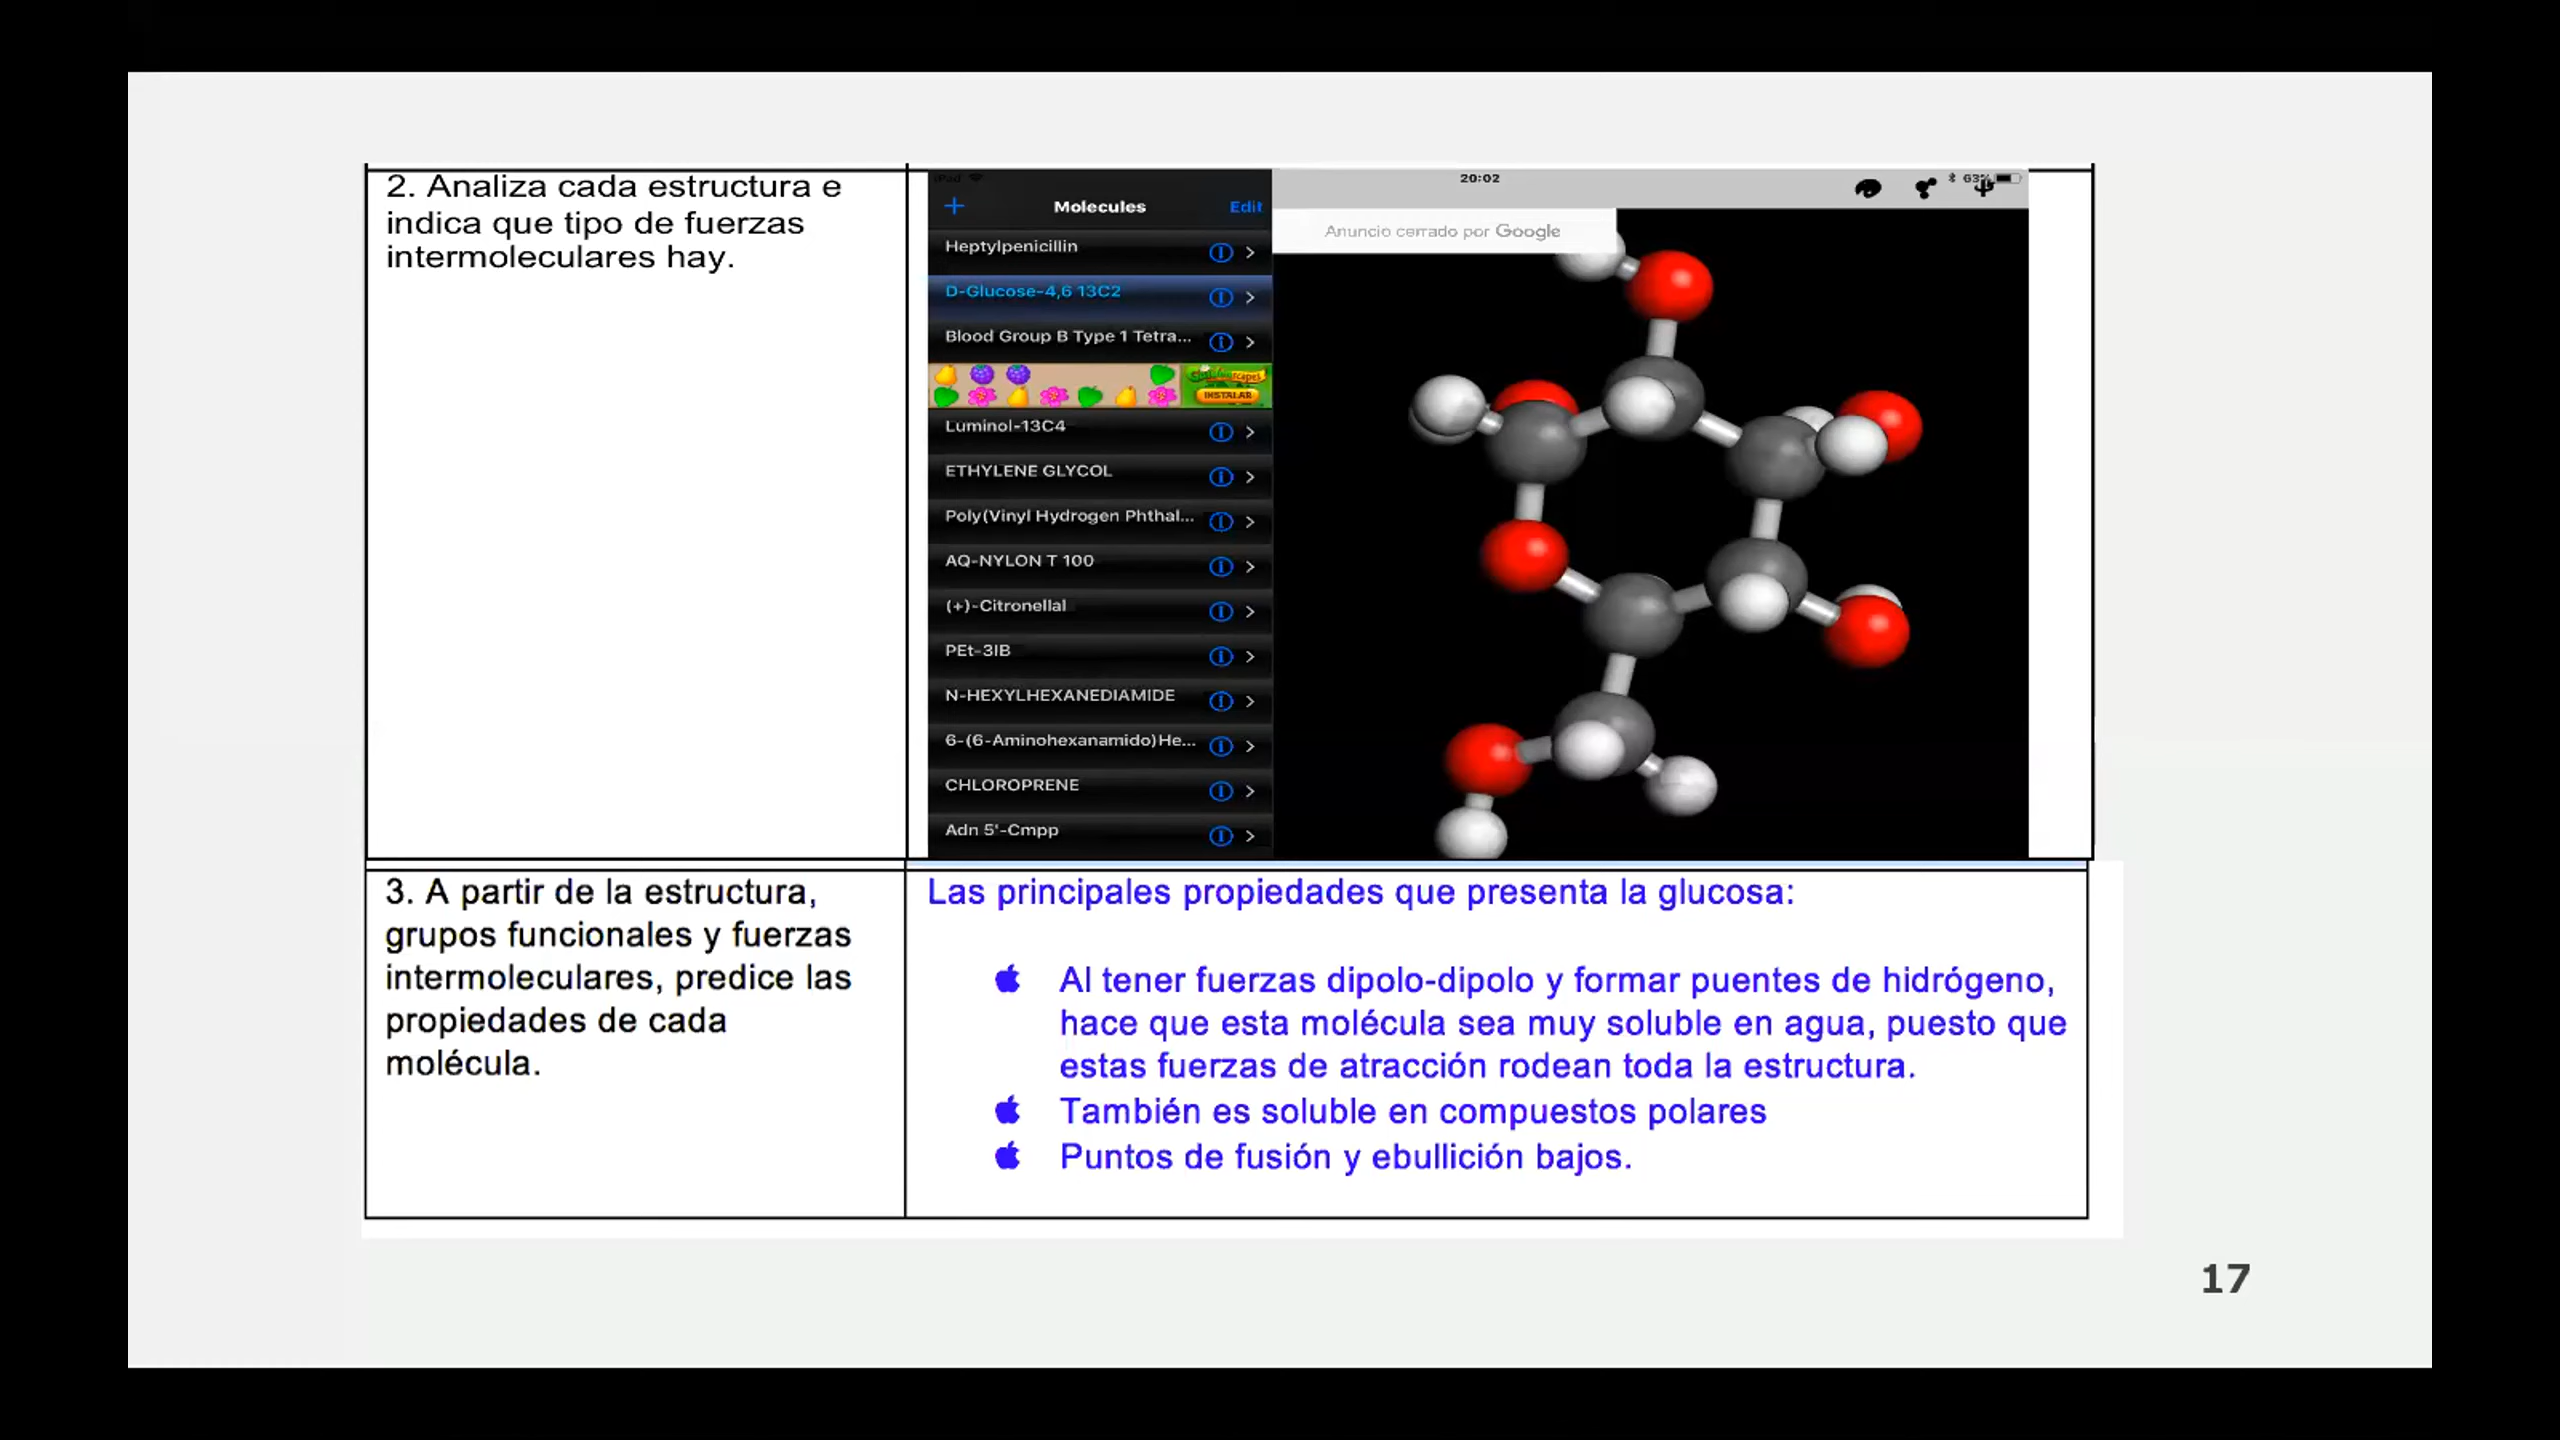 2. Analiza cada estructura e
indica que tipo de fuerzas
intermoleculares hay.
iPad
20:02
63%
Molecules
Edit
Anuncio cerrado por Google
Heptylpenicillin
D-Glucose-4,6 13C2
Blood Group B Type 1 Tetra...
INSTALAR
Luminol-13C4
ETHYLENE GLYCOL
Poly(Vinyl Hydrogen Phthal...
AQ-NYLON T 100
(+)-Citronellal
PEt-3IB
N-HEXYLHEXANEDIAMIDE
6-(6-Aminohexanamido)He...
CHLOROPRENE
Adn 5'-Cmpp
3. A partir de la estructura,
grupos funcionales y fuerzas
intermoleculares, predice las
propiedades de cada
molécula.
Las principales propiedades que presenta la glucosa:
Al tener fuerzas dipolo-dipolo y formar puentes de hidrógeno,
hace que esta molécula sea muy soluble en agua, puesto que
estas fuerzas de atracción rodean toda la estructura.
También es soluble en compuestos polares
Puntos de fusión y ebullición bajos.
17